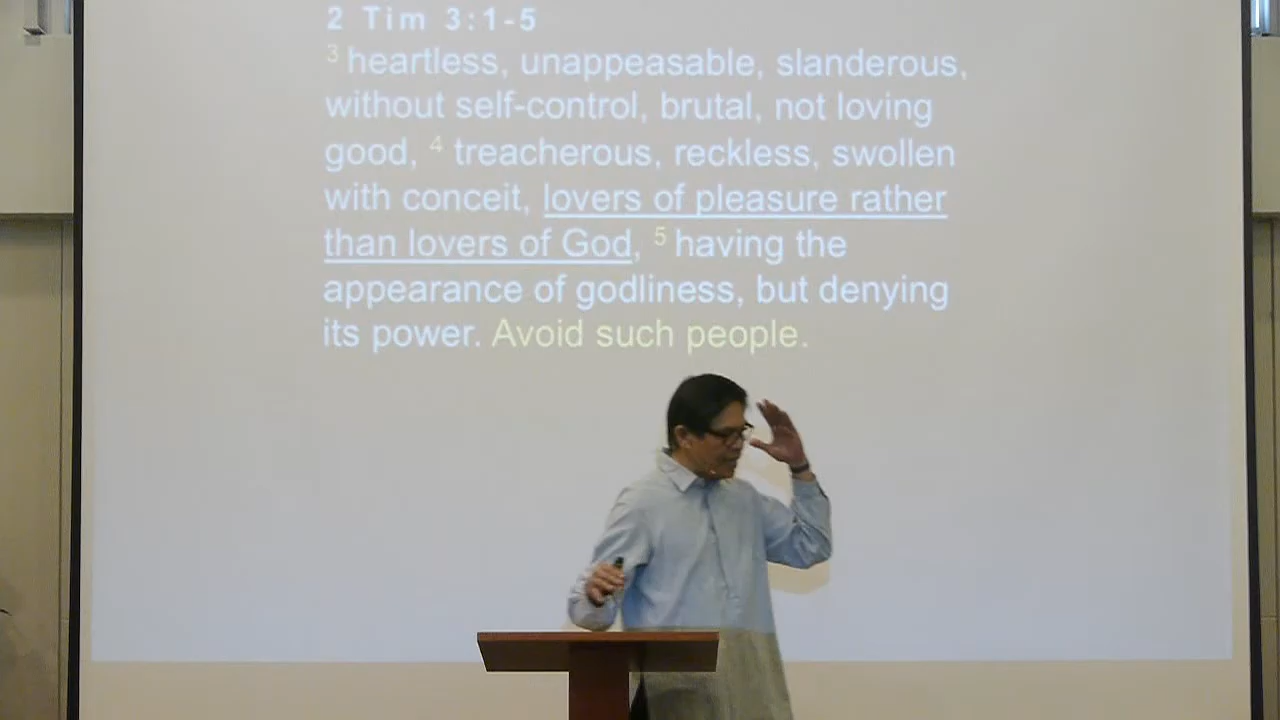 2 Tim 3:1-5
3 heartless, unappeasable, slanderous,
without self-control, brutal, not loving
good, 4 treacherous, reckless, swollen
with conceit, lovers of pleasure rather
than lovers of God, 5 having the
appearance of godliness, but denying
its power. Avoid such people.